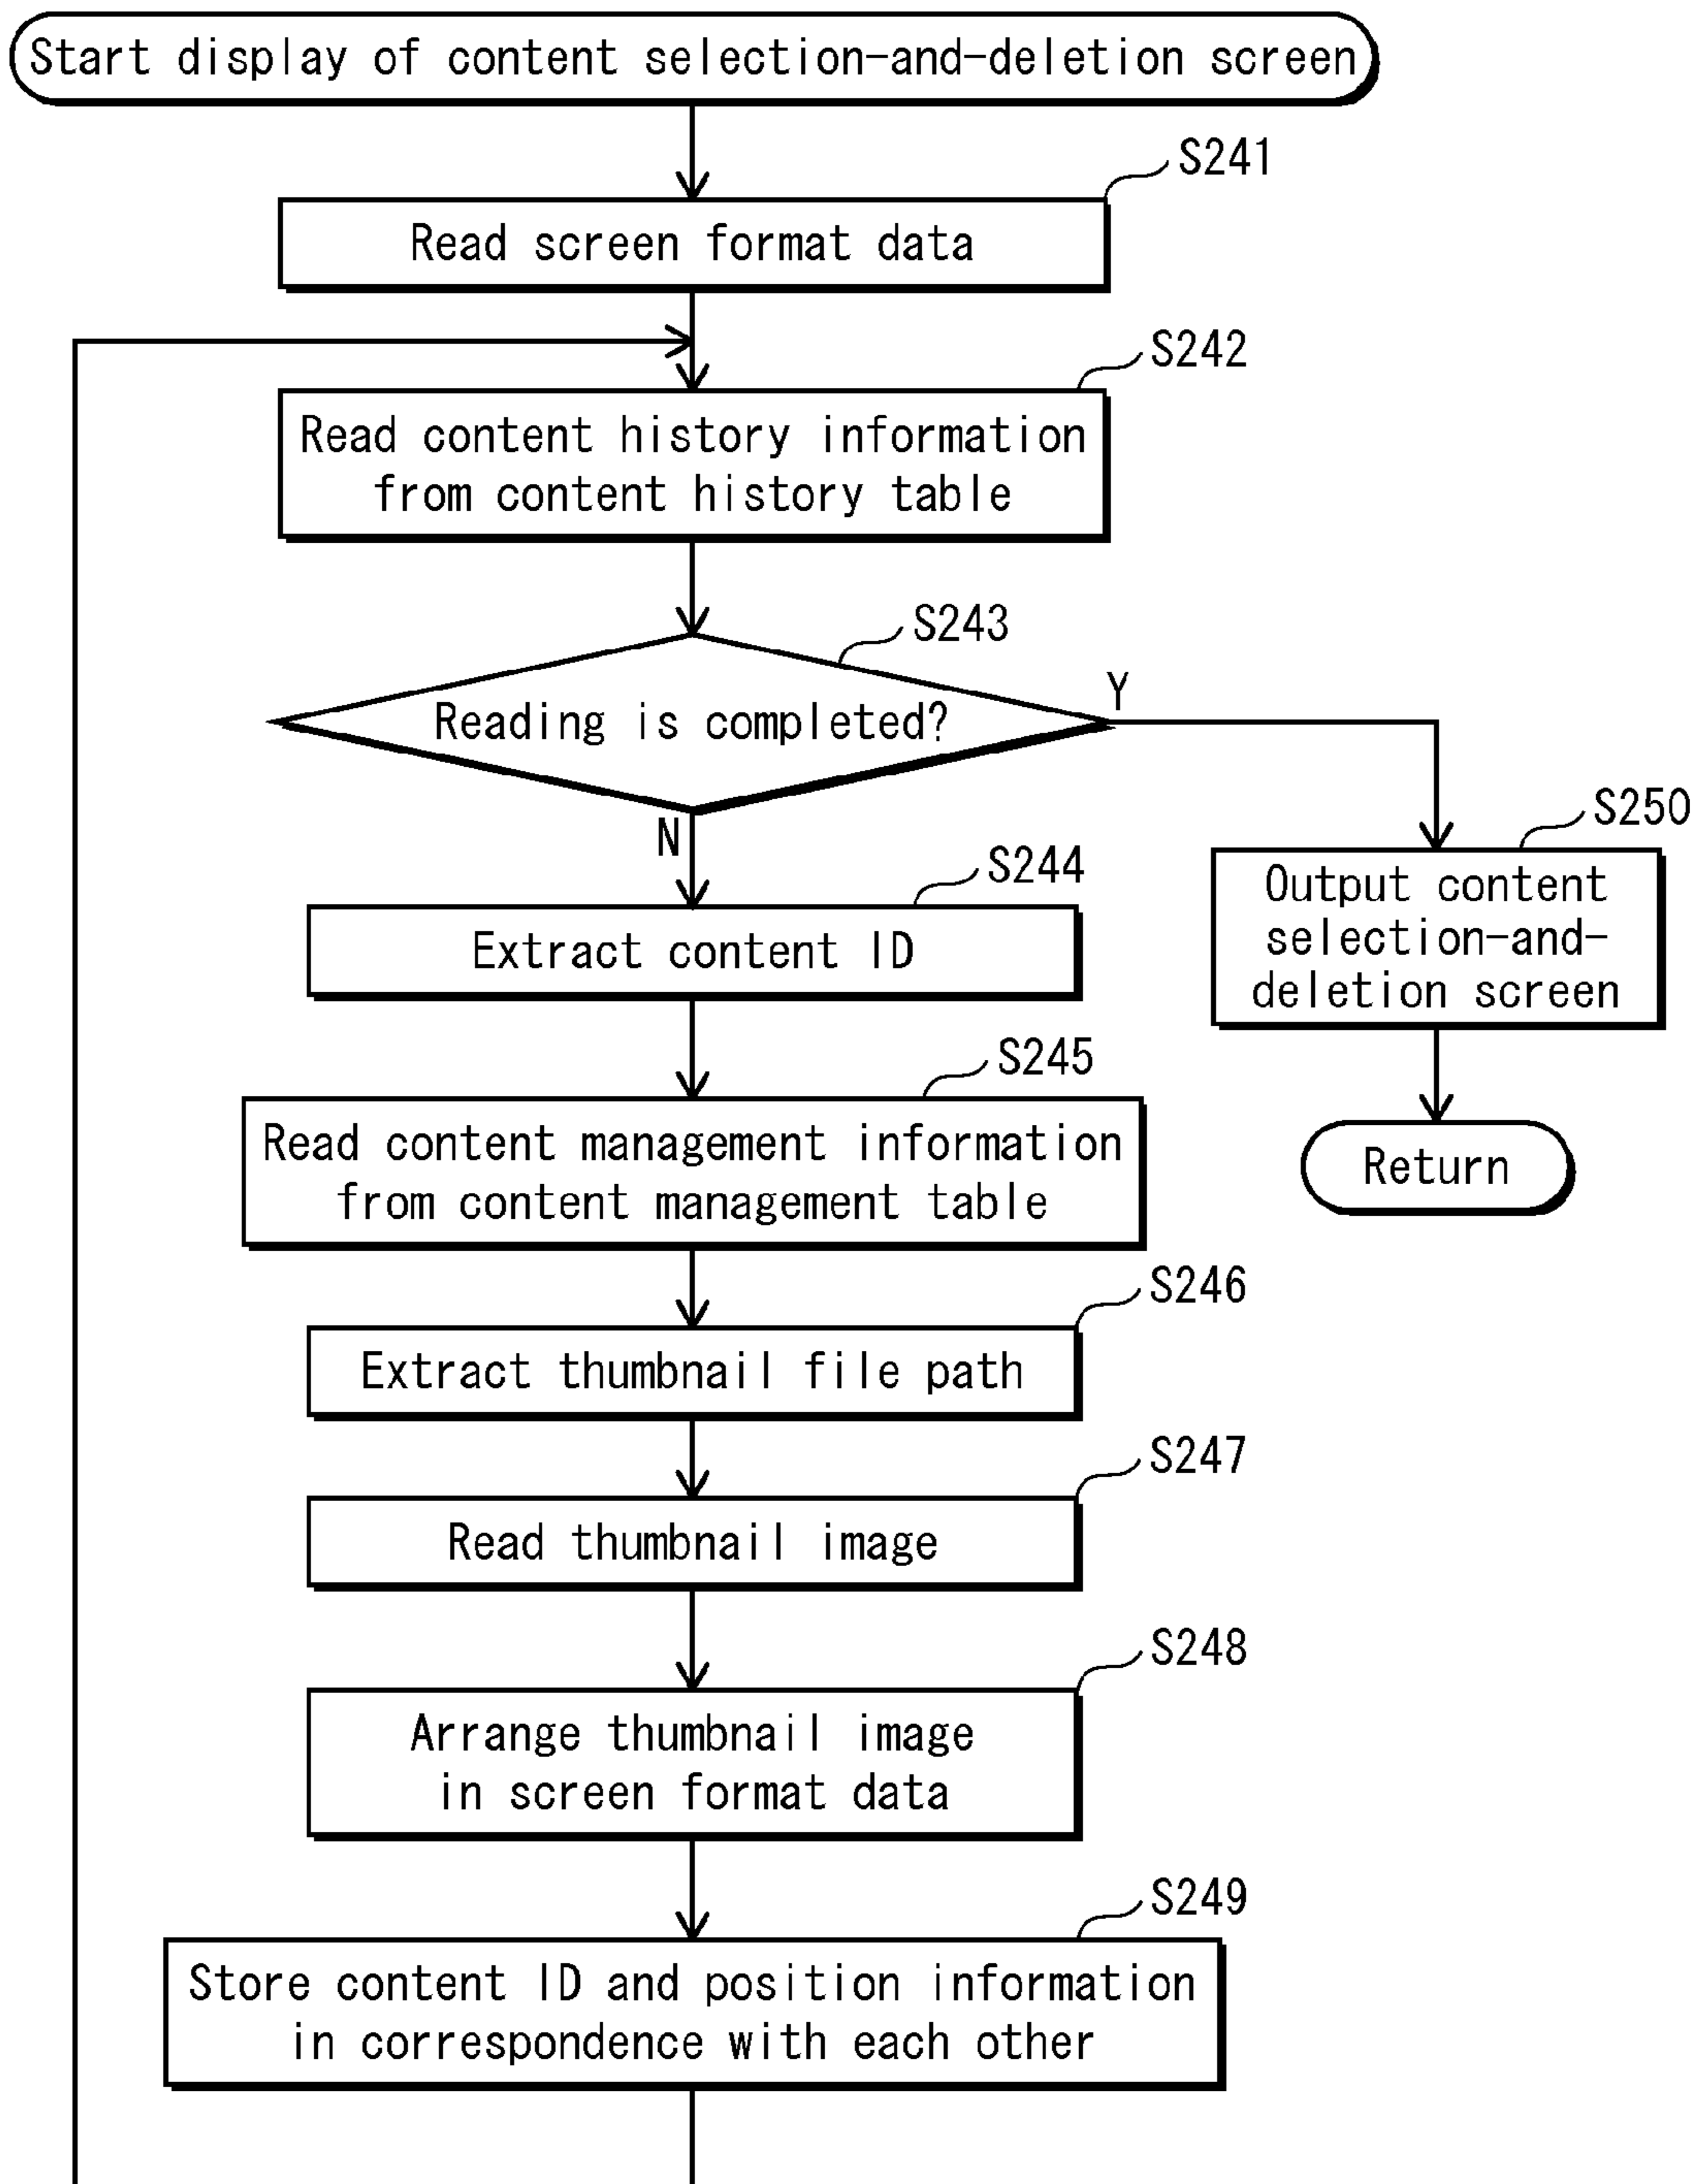 Start display of content selection-and-deletion screen
S241
Read screen format data
S242
Read content history information
from content history table
S243
Reading is completed?
Y
N
S250
Output content
selection-and-
deletion screen
Return
S244
Extract content ID
S245
Read content management information
from content management table
S246
Extract thumbnail file path
S247
Read thumbnail image
S248
Arrange thumbnail image
in screen format data
S249
Store content ID and position information
in correspondence with each other